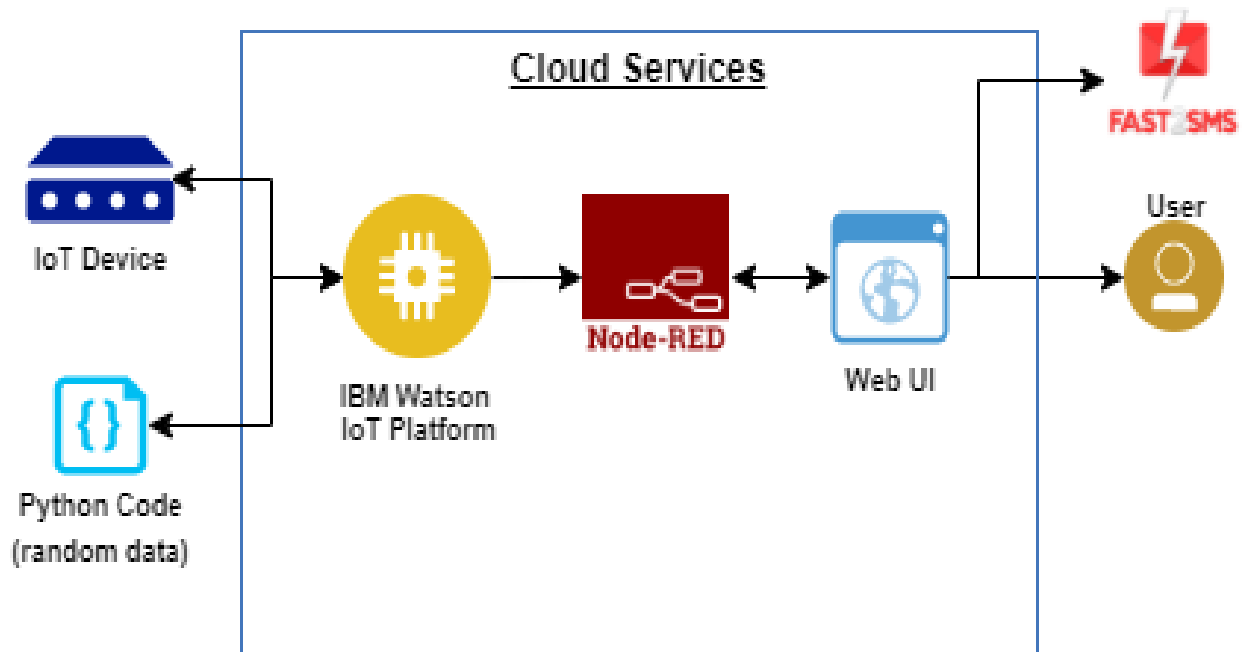 Cloud Services
FAST2SMS
User
IoT Device
Node-RED
Web UI
IBM Watson
IoT Platform
Python Code
(random data)